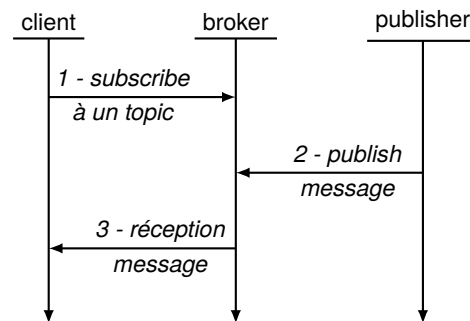 client
broker
publisher
1 - subscribe
à un topic
2 - publish
message
3 - réception
message